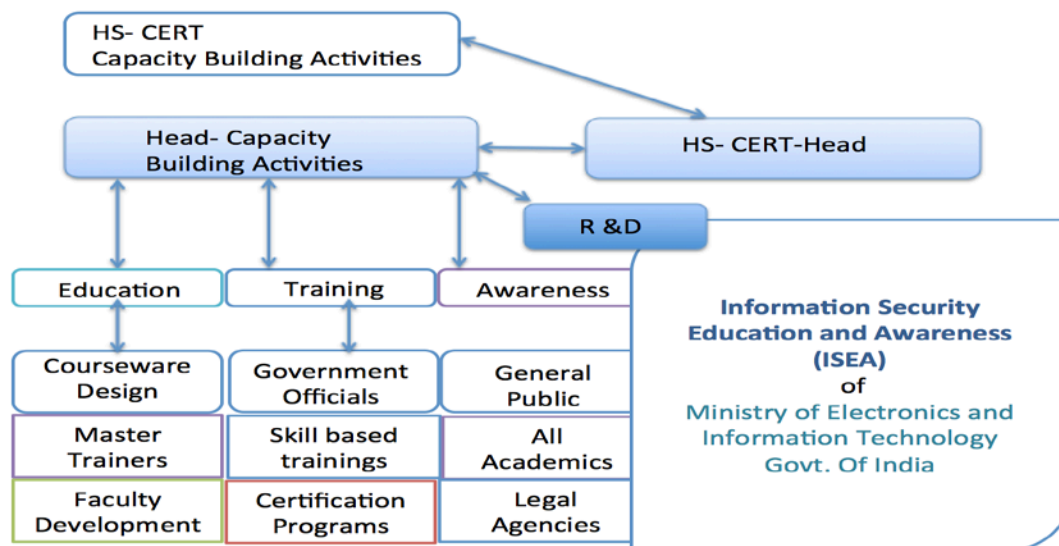 HS- CERT
Capacity Building Activities
Head- Capacity
Building Activities
HS- CERT-Head
R &D
Education
Training
Awareness
Courseware
Design
Government
Officials
General
Public
Master
Trainers
Skill based
trainings
All
Academics
Faculty
Development
Certification
Programs
Legal
Agencies
Information Security
Education and Awareness
(ISEA)
of
Ministry of Electronics and
Information Technology
Govt. Of India